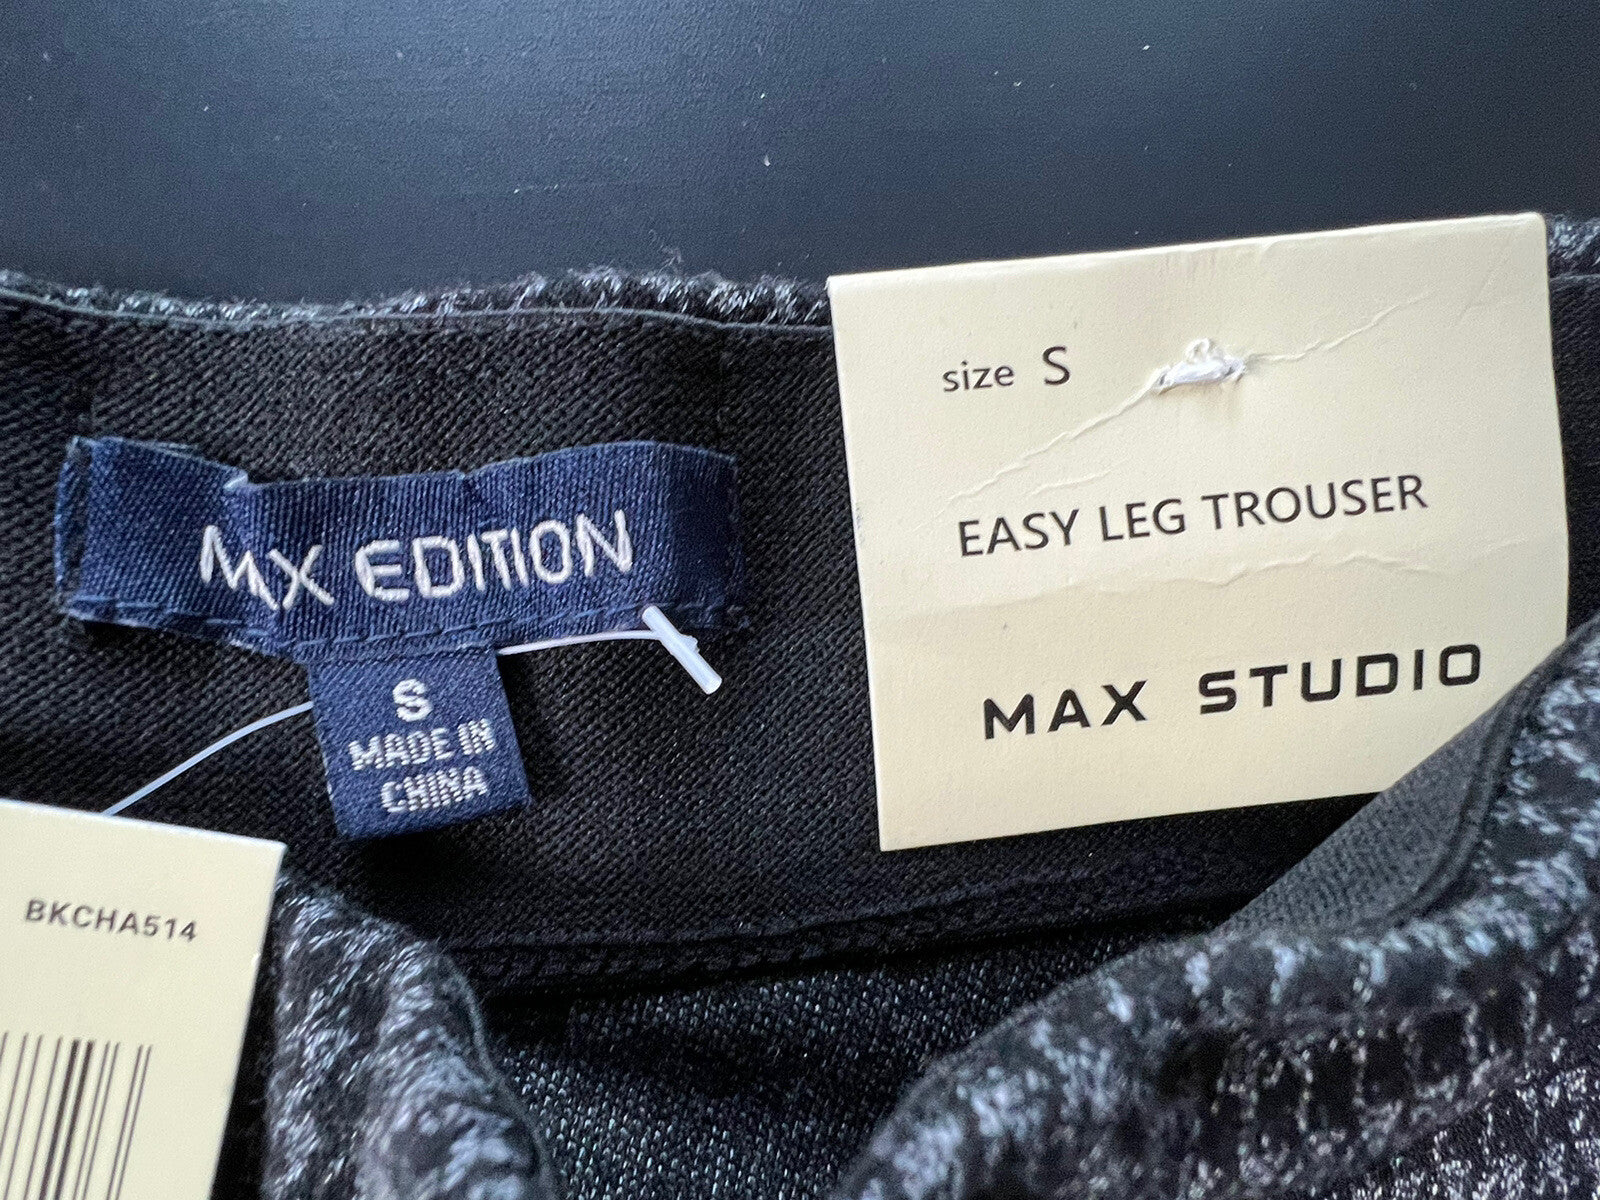 MX EDITION
S
MADE IN
CHINA
size S
EASY LEG TROUSER
MAX STUDIO
BKCHA514